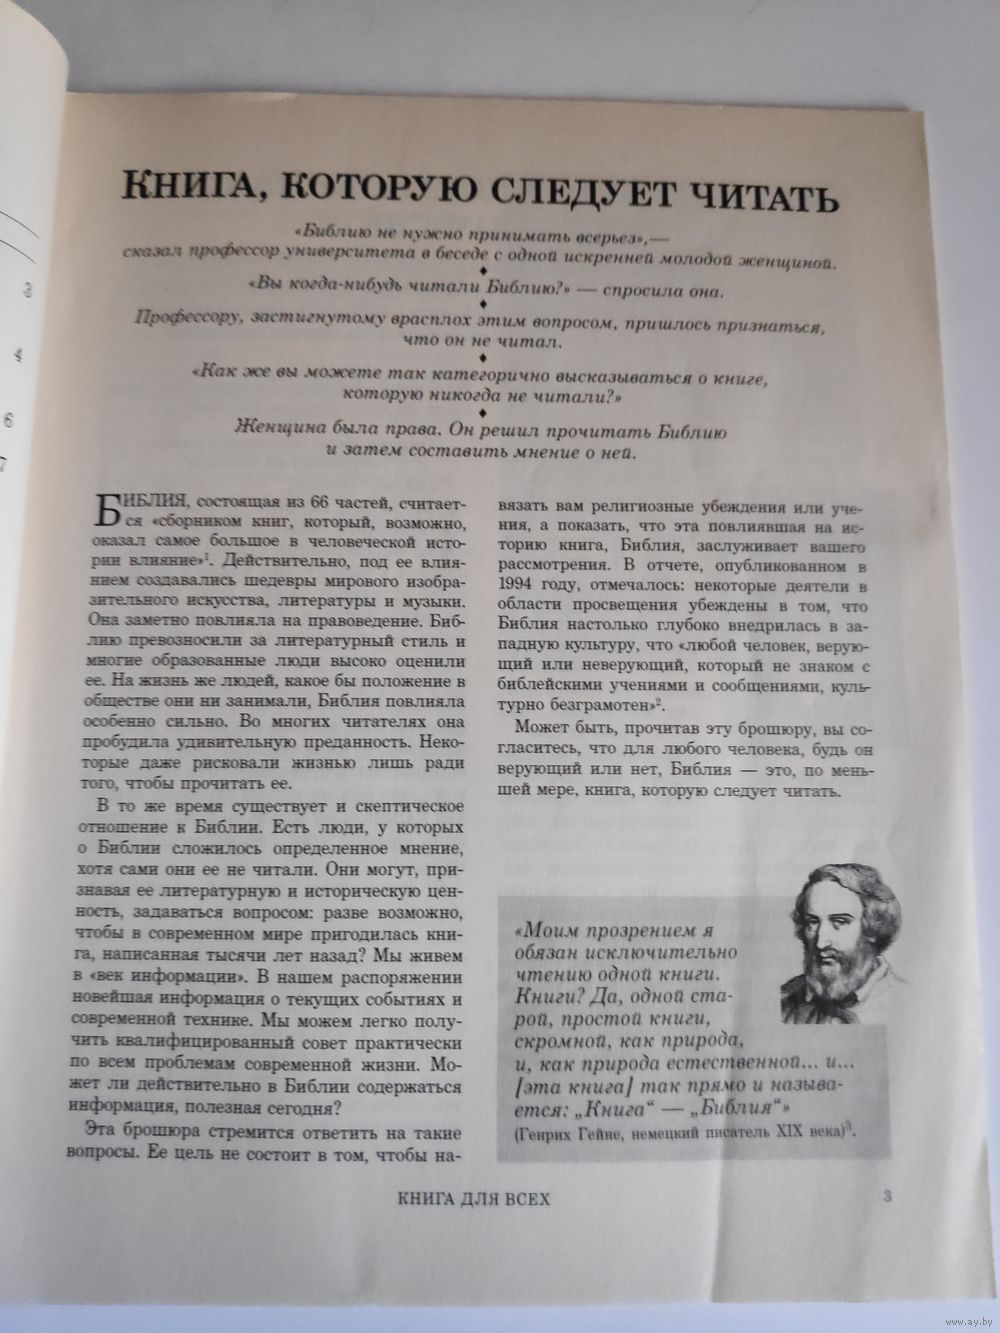 КНИГА, КОТОРУЮ СЛЕДУЕТ ЧИТАТЬ
«Библию не нужно принимать всерьез»,—
сказал профессор университета в беседе с одной искренней молодой женщиной.
♦
«Вы когда-нибудь читали Библию?» — спросила она.
♦
Профессору, застигнутому врасплох этим вопросом, пришлось признаться,
что он не читал.
♦
«Как же вы можете так категорично высказываться о книге,
которую никогда не читали?»
♦
Женщина была права. Он решил прочитать Библию
и затем составить мнение о ней.
БИБЛИЯ, состоящая из 66 частей, считает-
ся «сборником книг, который, возможно,
оказал самое большое в человеческой исто-
рии влияние»¹. Действительно, под ее влия-
нием создавались шедевры мирового изобра-
зительного искусства, литературы и музыки.
Она заметно повлияла на правоведение. Биб-
лию превозносили за литературный стиль и
многие образованные люди высоко оценили
ее. На жизнь же людей, какое бы положение в
обществе они ни занимали, Библия повлияла
особенно сильно. Во многих читателях она
пробудила удивительную преданность. Неко-
торые даже рисковали жизнью лишь ради
того, чтобы прочитать ее.
В то же время существует и скептическое
отношение к Библии. Есть люди, у которых
о Библии сложилось определенное мнение,
хотя сами они ее не читали. Они могут, при-
знавая ее литературную и историческую цен-
ность, задаваться вопросом: разве возможно,
чтобы в современном мире пригодилась кни-
га, написанная тысячи лет назад? Мы живем
в «век информации». В нашем распоряжении
новейшая информация о текущих событиях и
современной технике. Мы можем легко полу-
чить квалифицированный совет практически
по всем проблемам современной жизни. Мо-
жет ли действительно в Библии содержаться
информация, полезная сегодня?
Эта брошюра стремится ответить на такие
вопросы. Ее цель не состоит в том, чтобы на-
вязать вам религиозные убеждения или уче-
ния, а показать, что эта повлиявшая на ис-
торию книга, Библия, заслуживает вашего
рассмотрения. В отчете, опубликованном в
1994 году, отмечалось: некоторые деятели в
области просвещения убеждены в том, что
Библия настолько глубоко внедрилась в за-
падную культуру, что «любой человек, верую-
щий или неверующий, который не знаком с
библейскими учениями и сообщениями, куль-
турно безграмотен»².
Может быть, прочитав эту брошюру, вы со-
гласитесь, что для любого человека, будь он
верующий или нет, Библия — это, по мень-
шей мере, книга, которую следует читать.
«Моим прозрением я
обязан исключительно
чтению одной книги.
Книги? Да, одной ста-
рой, простой книги,
скромной, как природа,
и, как природа естественной... и...
[эта книга] так прямо и называ-
ется: „Книга“ — „Библия“»
(Генрих Гейне, немецкий писатель XIX века)³.
КНИГА ДЛЯ ВСЕХ
3
3
4
6
7
www.ay.by